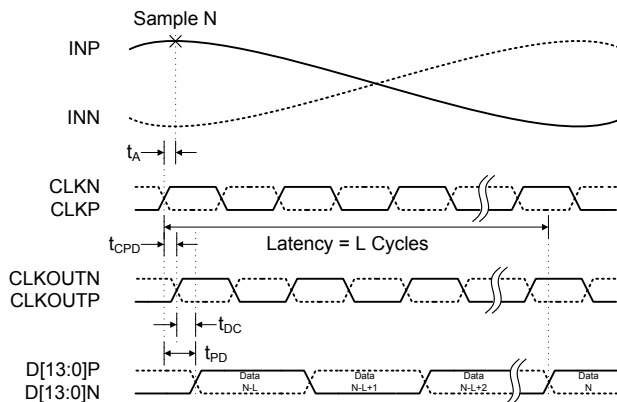 Sample N
INP
INN
tA
CLKN
CLKP
tCPD
Latency = L Cycles
CLKOUTN
CLKOUTP
tDC
tPD
D[13:0]P
D[13:0]N
Data N-L
Data N-L+1
Data N-L+2
Data N